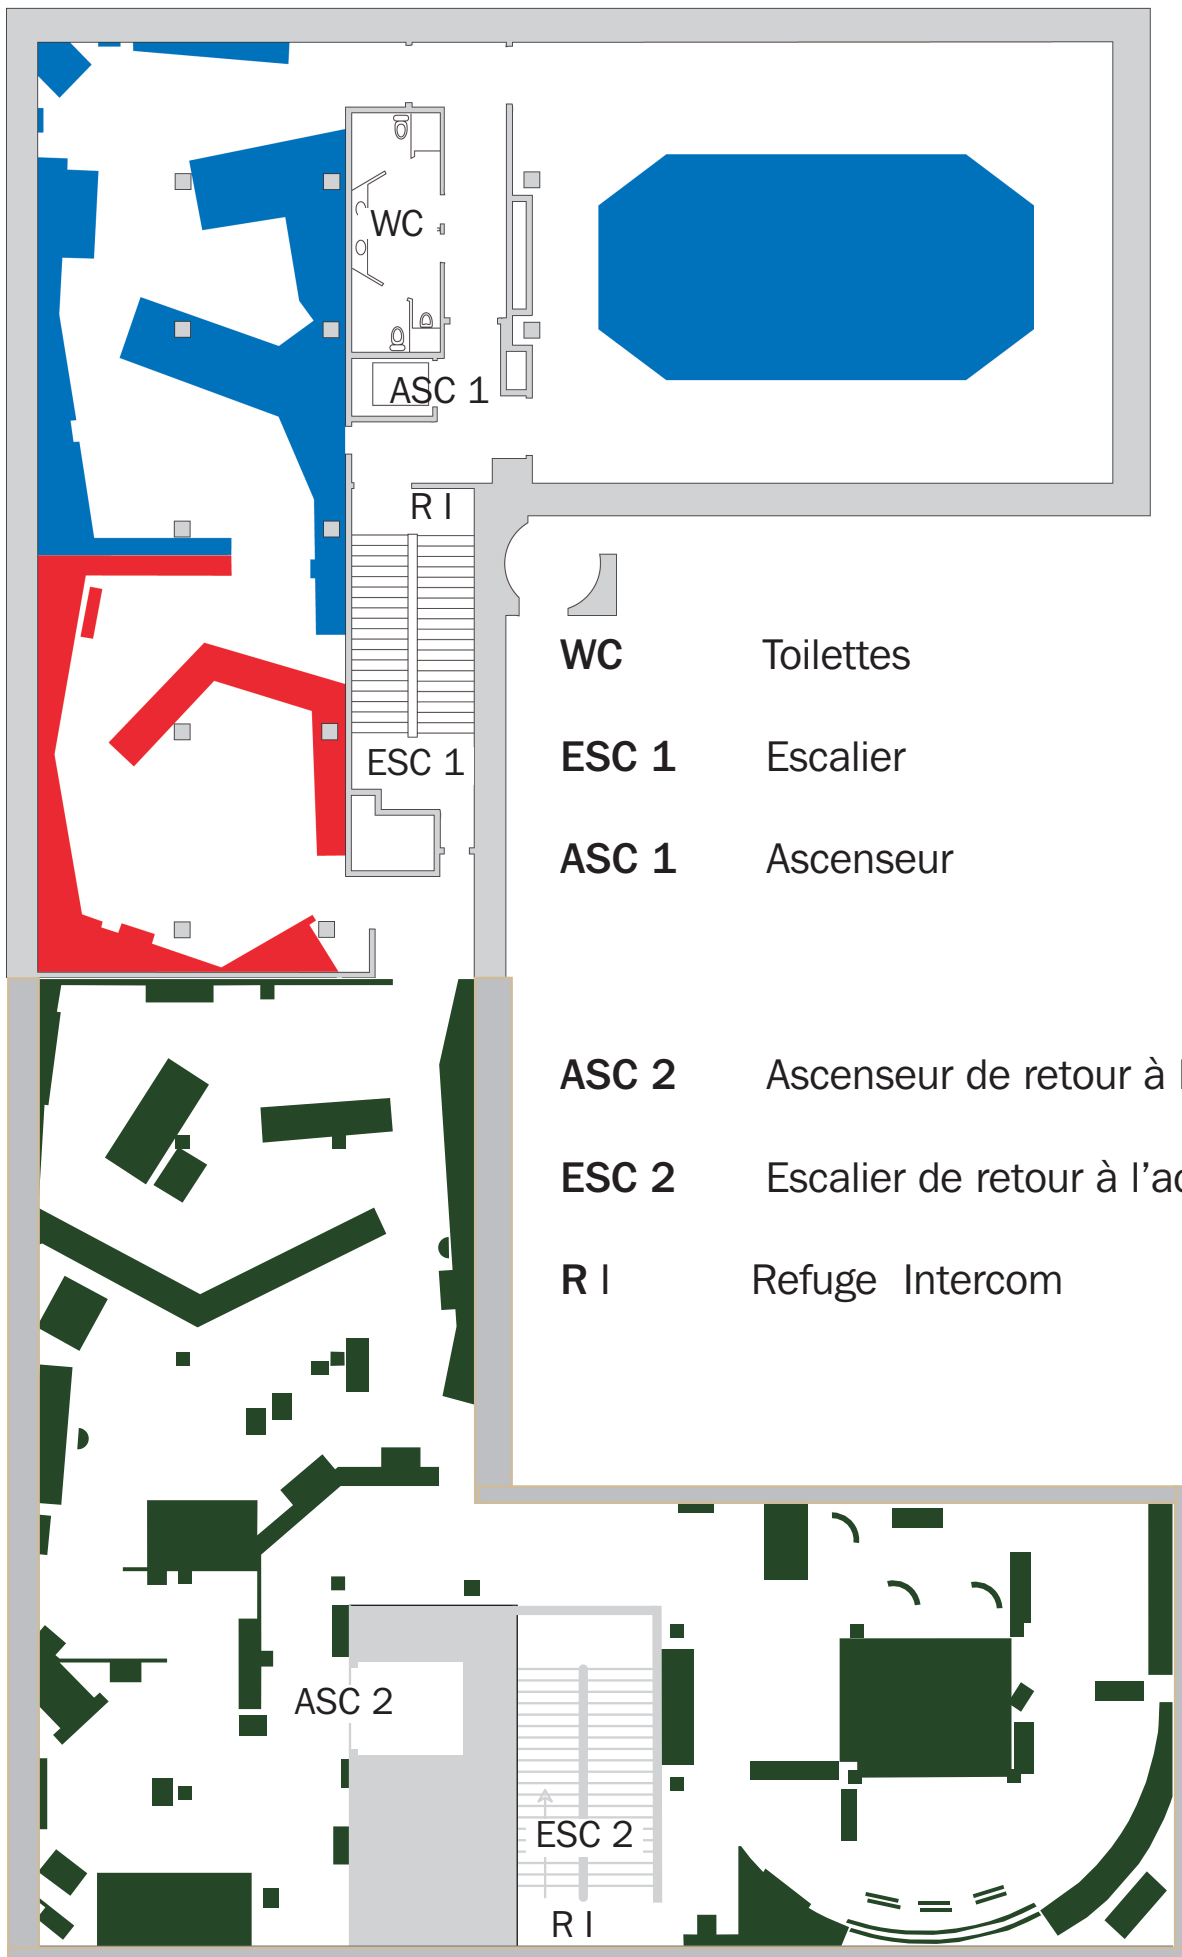 WC
ASC 1
R I
ESC 1
WC Toilettes
ESC 1 Escalier
ASC 1 Ascenseur
ASC 2 Ascenseur de retour à
ESC 2 Escalier de retour à
R I Refuge Intercom
ASC 2
ESC 2
R I